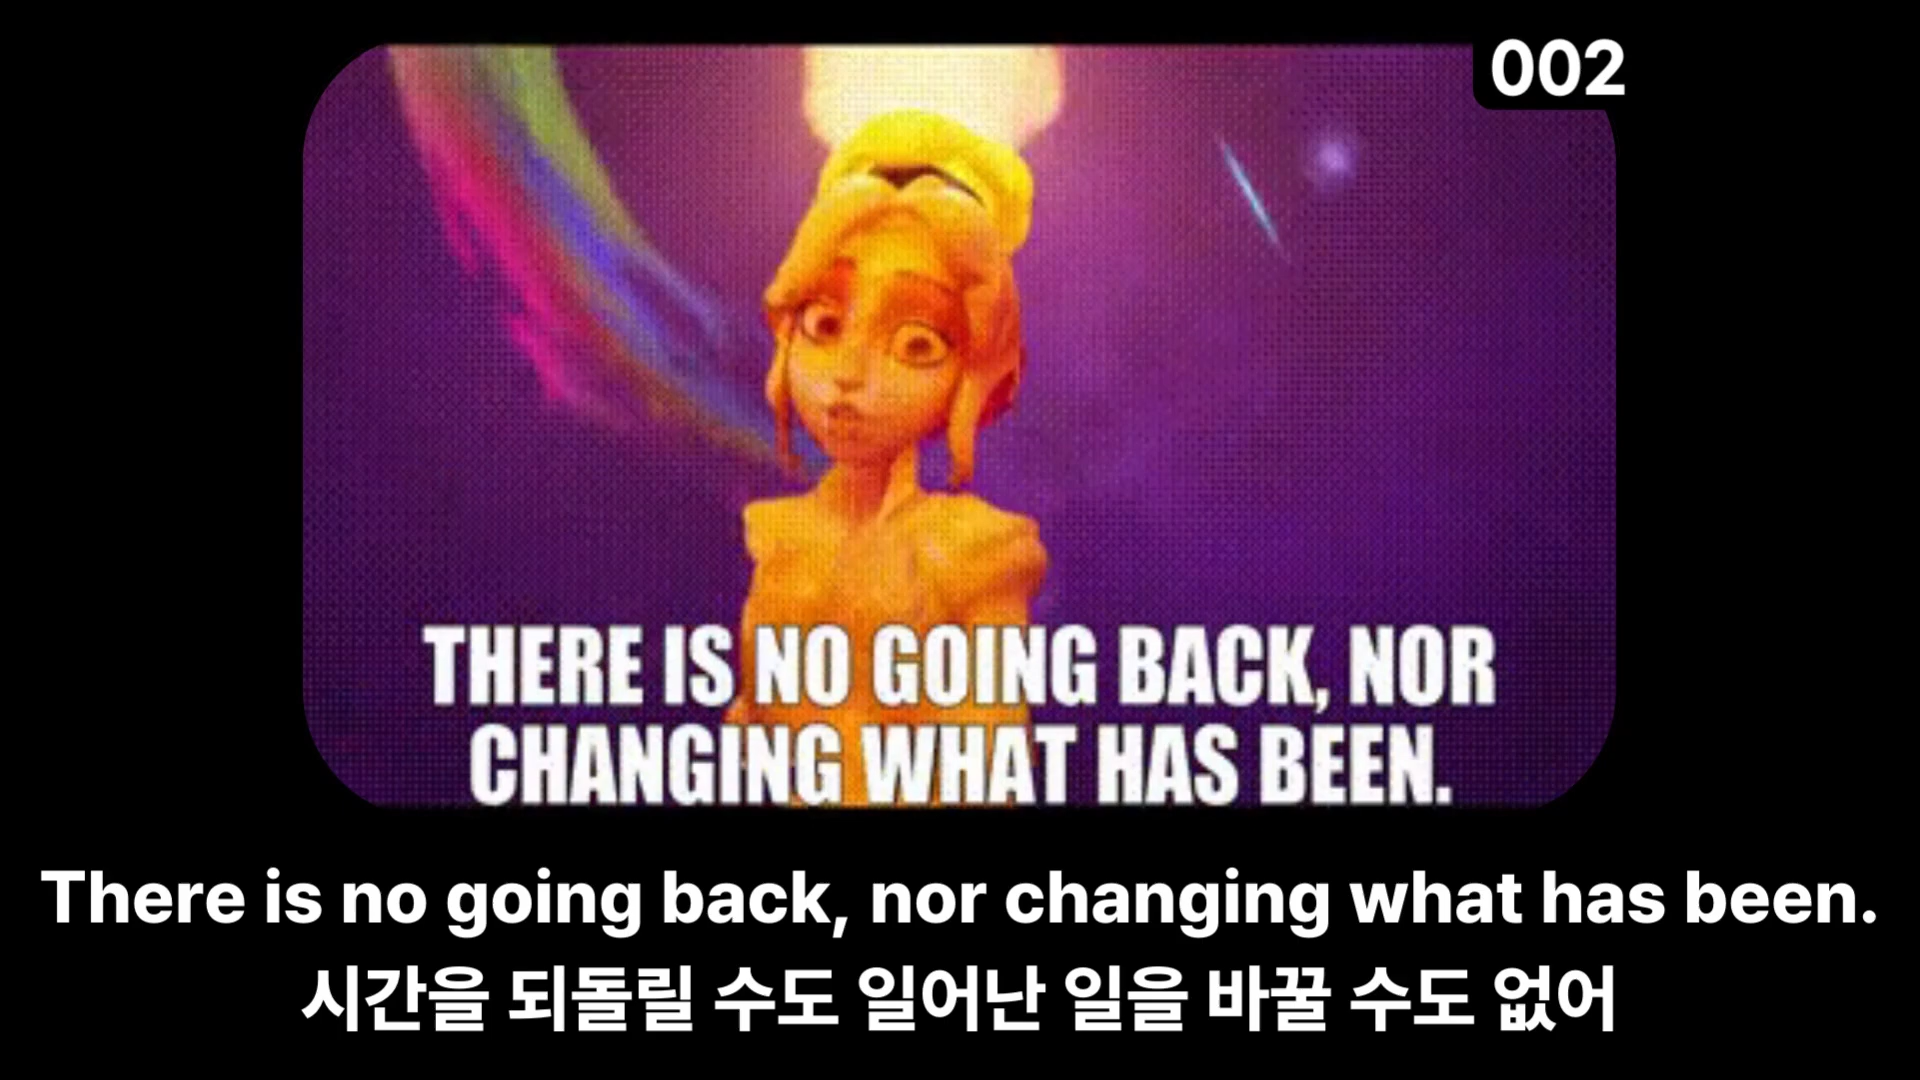 002
THERE IS NO GOING BACK, NOR
CHANGING WHAT HAS BEEN.
There is no going back, nor changing what has been.
시간을 되돌릴 수도 일어난 일을 바꿀 수도 없어